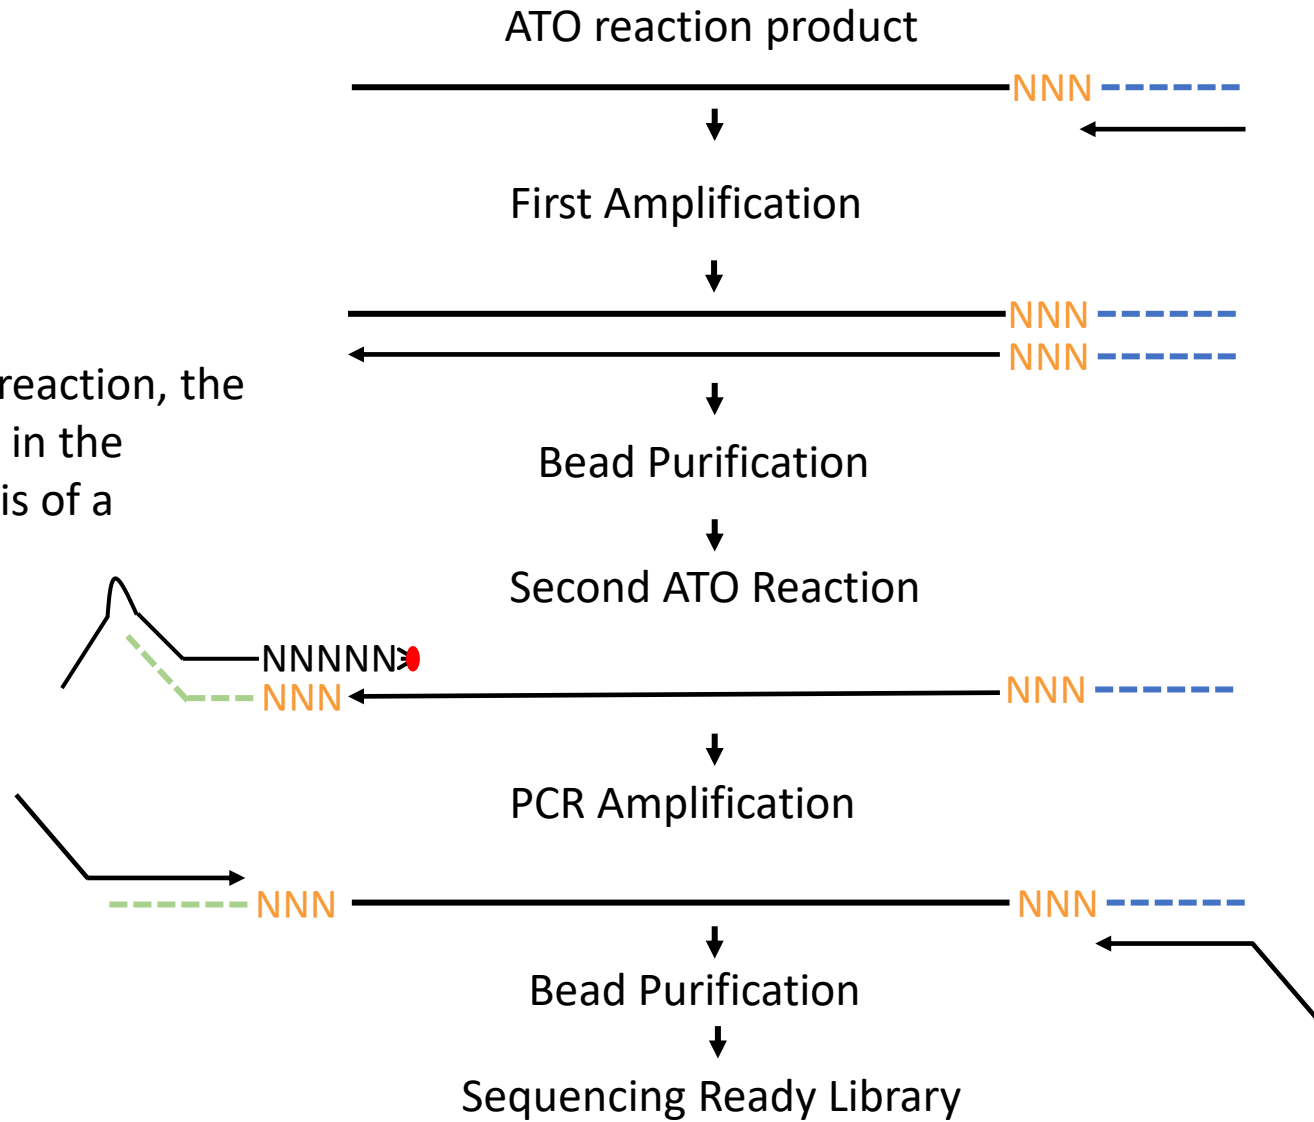 ATO reaction product
NNN
First Amplification
NNN
NNN
reaction, the
in the
is of a
Bead Purification
Second ATO Reaction
NNNNN
NNN
NNN
PCR Amplification
NNN
NNN
Bead Purification
Sequencing Ready Library